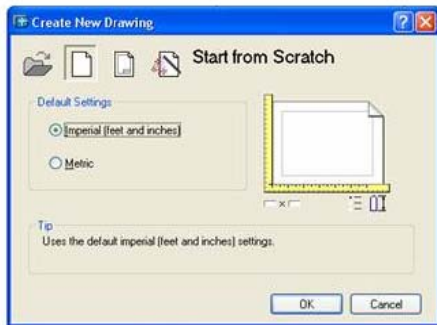 Create New Drawing
Start from Scratch
Default Settings
Imperial (feet and inches)
Metric
Tip
Uses the default imperial (feet and inches) settings.
OK
Cancel